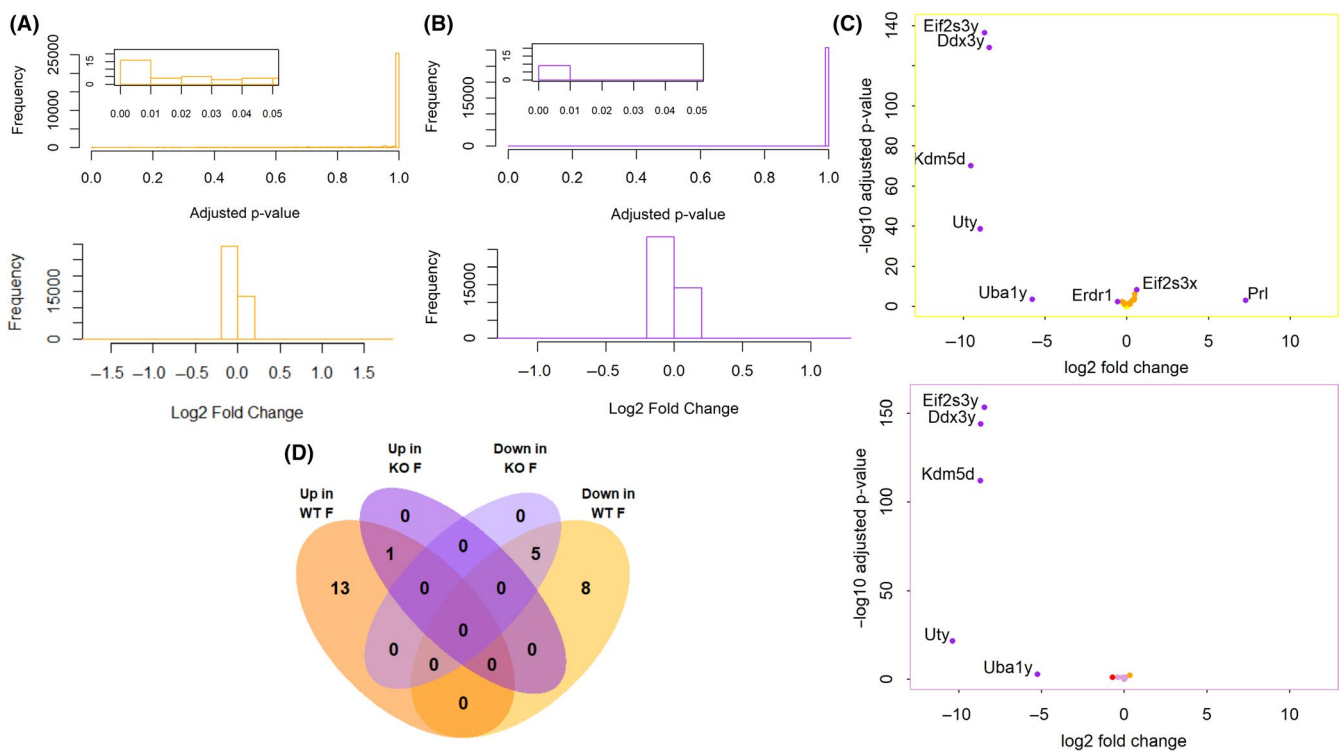 (A)
25000
10000
0
Frequency
15
0
0.00 0.01 0.02 0.03 0.04 0.05
0.0 0.2 0.4 0.6 0.8 1.0
Adjusted p-value
15000
0
Frequency
–1.5 –1.0 –0.5 0.0 0.5 1.0 1.5
Log2 Fold Change
(B)
15000
0
Frequency
15
0
0.00 0.01 0.02 0.03 0.04 0.05
0.0 0.2 0.4 0.6 0.8 1.0
Adjusted p-value
15000
0
Frequency
–1.0 –0.5 0.0 0.5 1.0
Log2 Fold Change
(C)
140
100
80
60
40
20
0
-log10 adjusted p-value
Eif2s3y
Ddx3y
Kdm5d
Uty
Uba1y
Erdr1
Eif2s3x
Prl
–10 –5 0 5 10
log2 fold change
150
100
50
0
–log10 adjusted p-value
Eif2s3y
Ddx3y
Kdm5d
Uty
Uba1y
–10 –5 0 5 10
log2 fold change
(D)
Up in
WT F
Up in
KO F
Down in
KO F
Down in
WT F
0 0
1 0 5
13 0 0 8
0
0 0 0 0
0